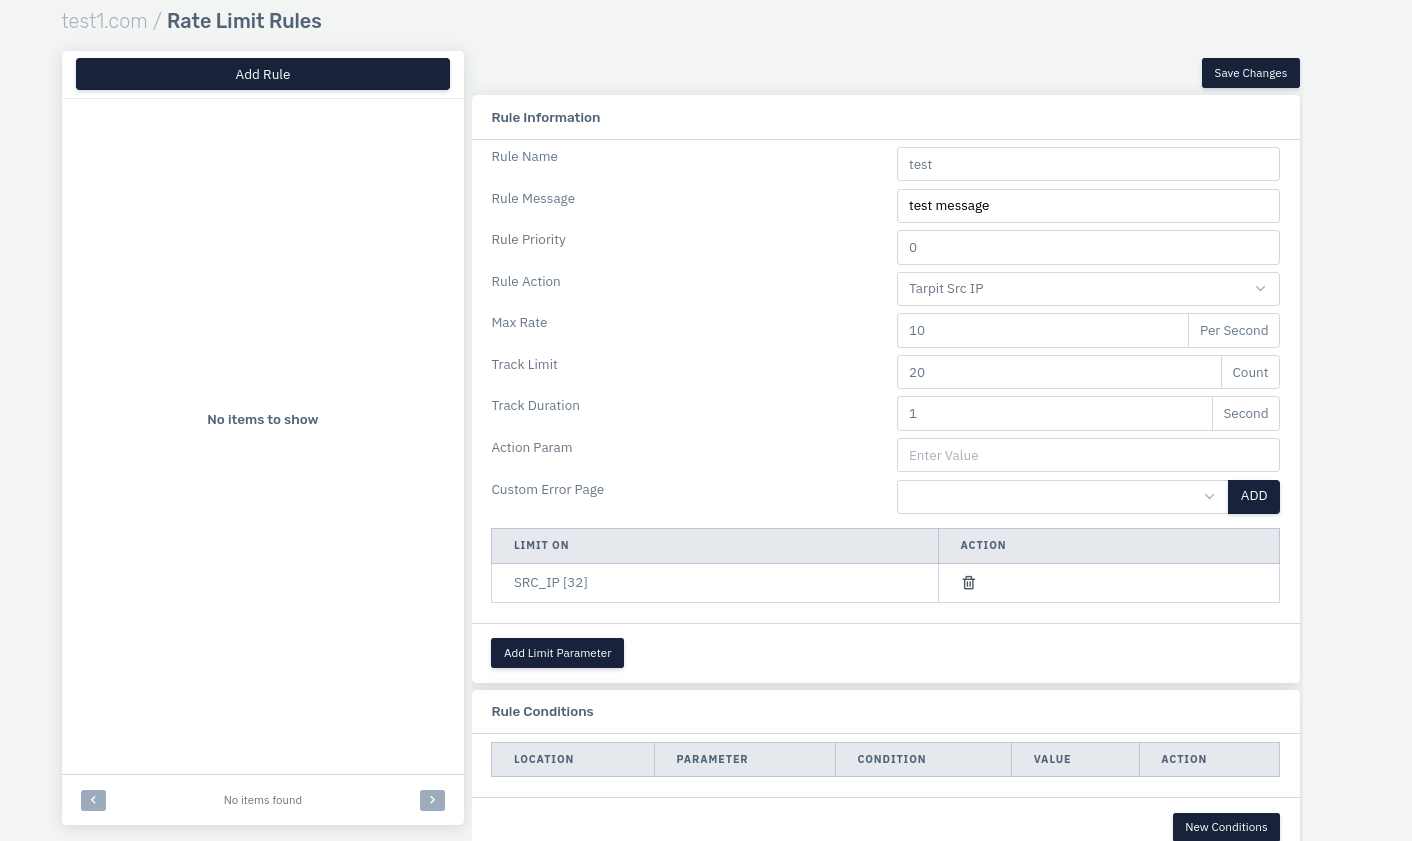 test1.com / Rate Limit Rules
Add Rule
No items to show
No items found
Save Changes
Rule Information
Rule Name
test
Rule Message
test message
Rule Priority
0
Rule Action
Tarpit Src IP
Max Rate
10 Per Second
Track Limit
20 Count
Track Duration
1 Second
Action Param
Enter Value
Custom Error Page
ADD
LIMIT ON ACTION
SRC_IP [32]
Add Limit Parameter
Rule Conditions
LOCATION PARAMETER CONDITION VALUE ACTION
New Conditions